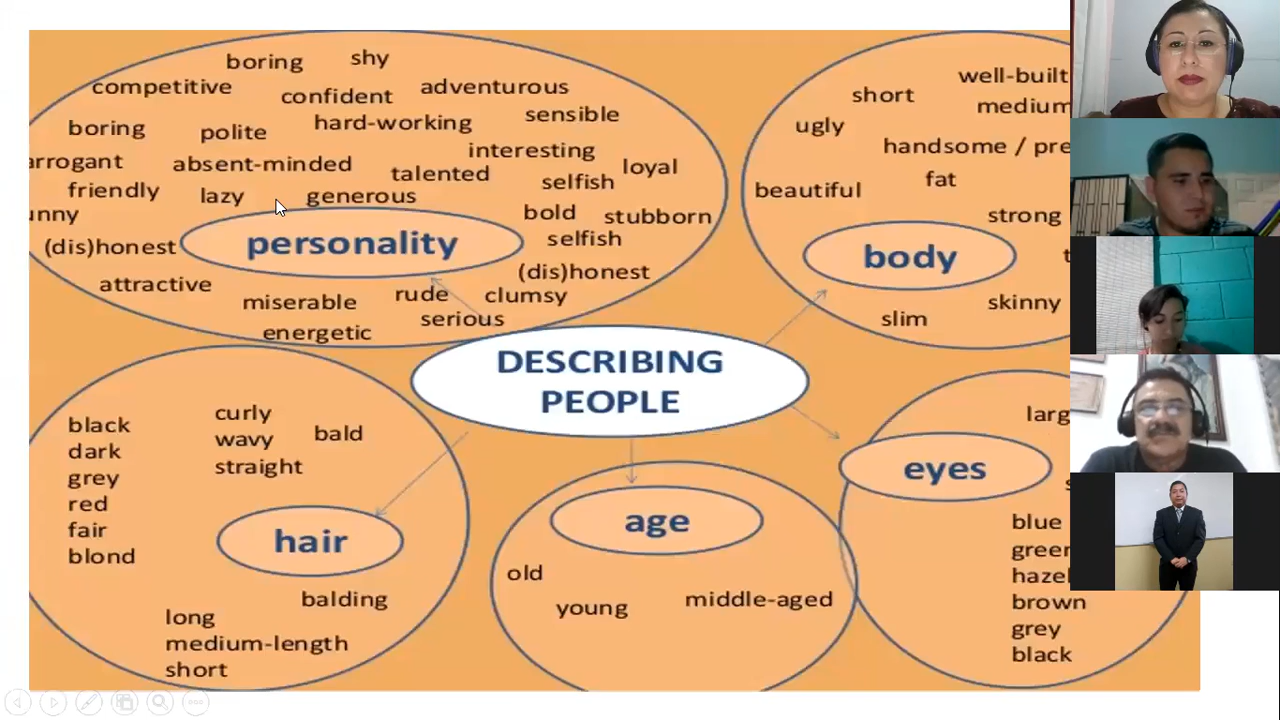 boring shy
competitive confident adventurous
sensible
boring polite hard-working
interesting
arrogant absent-minded talented loyal
friendly lazy generous selfish
bold stubborn
(dis)honest personality selfish
(dis)honest
attractive miserable rude clumsy
energetic serious
well-built
short medium
ugly
handsome /
beautiful fat
strong
body
skinny
slim
DESCRIBING
PEOPLE
black curly
dark wavy bald
grey straight
red
fair
blond
hair
balding
long
medium-length
short
age
old
young middle-aged
eyes
blue
green
hazel
brown
grey
black